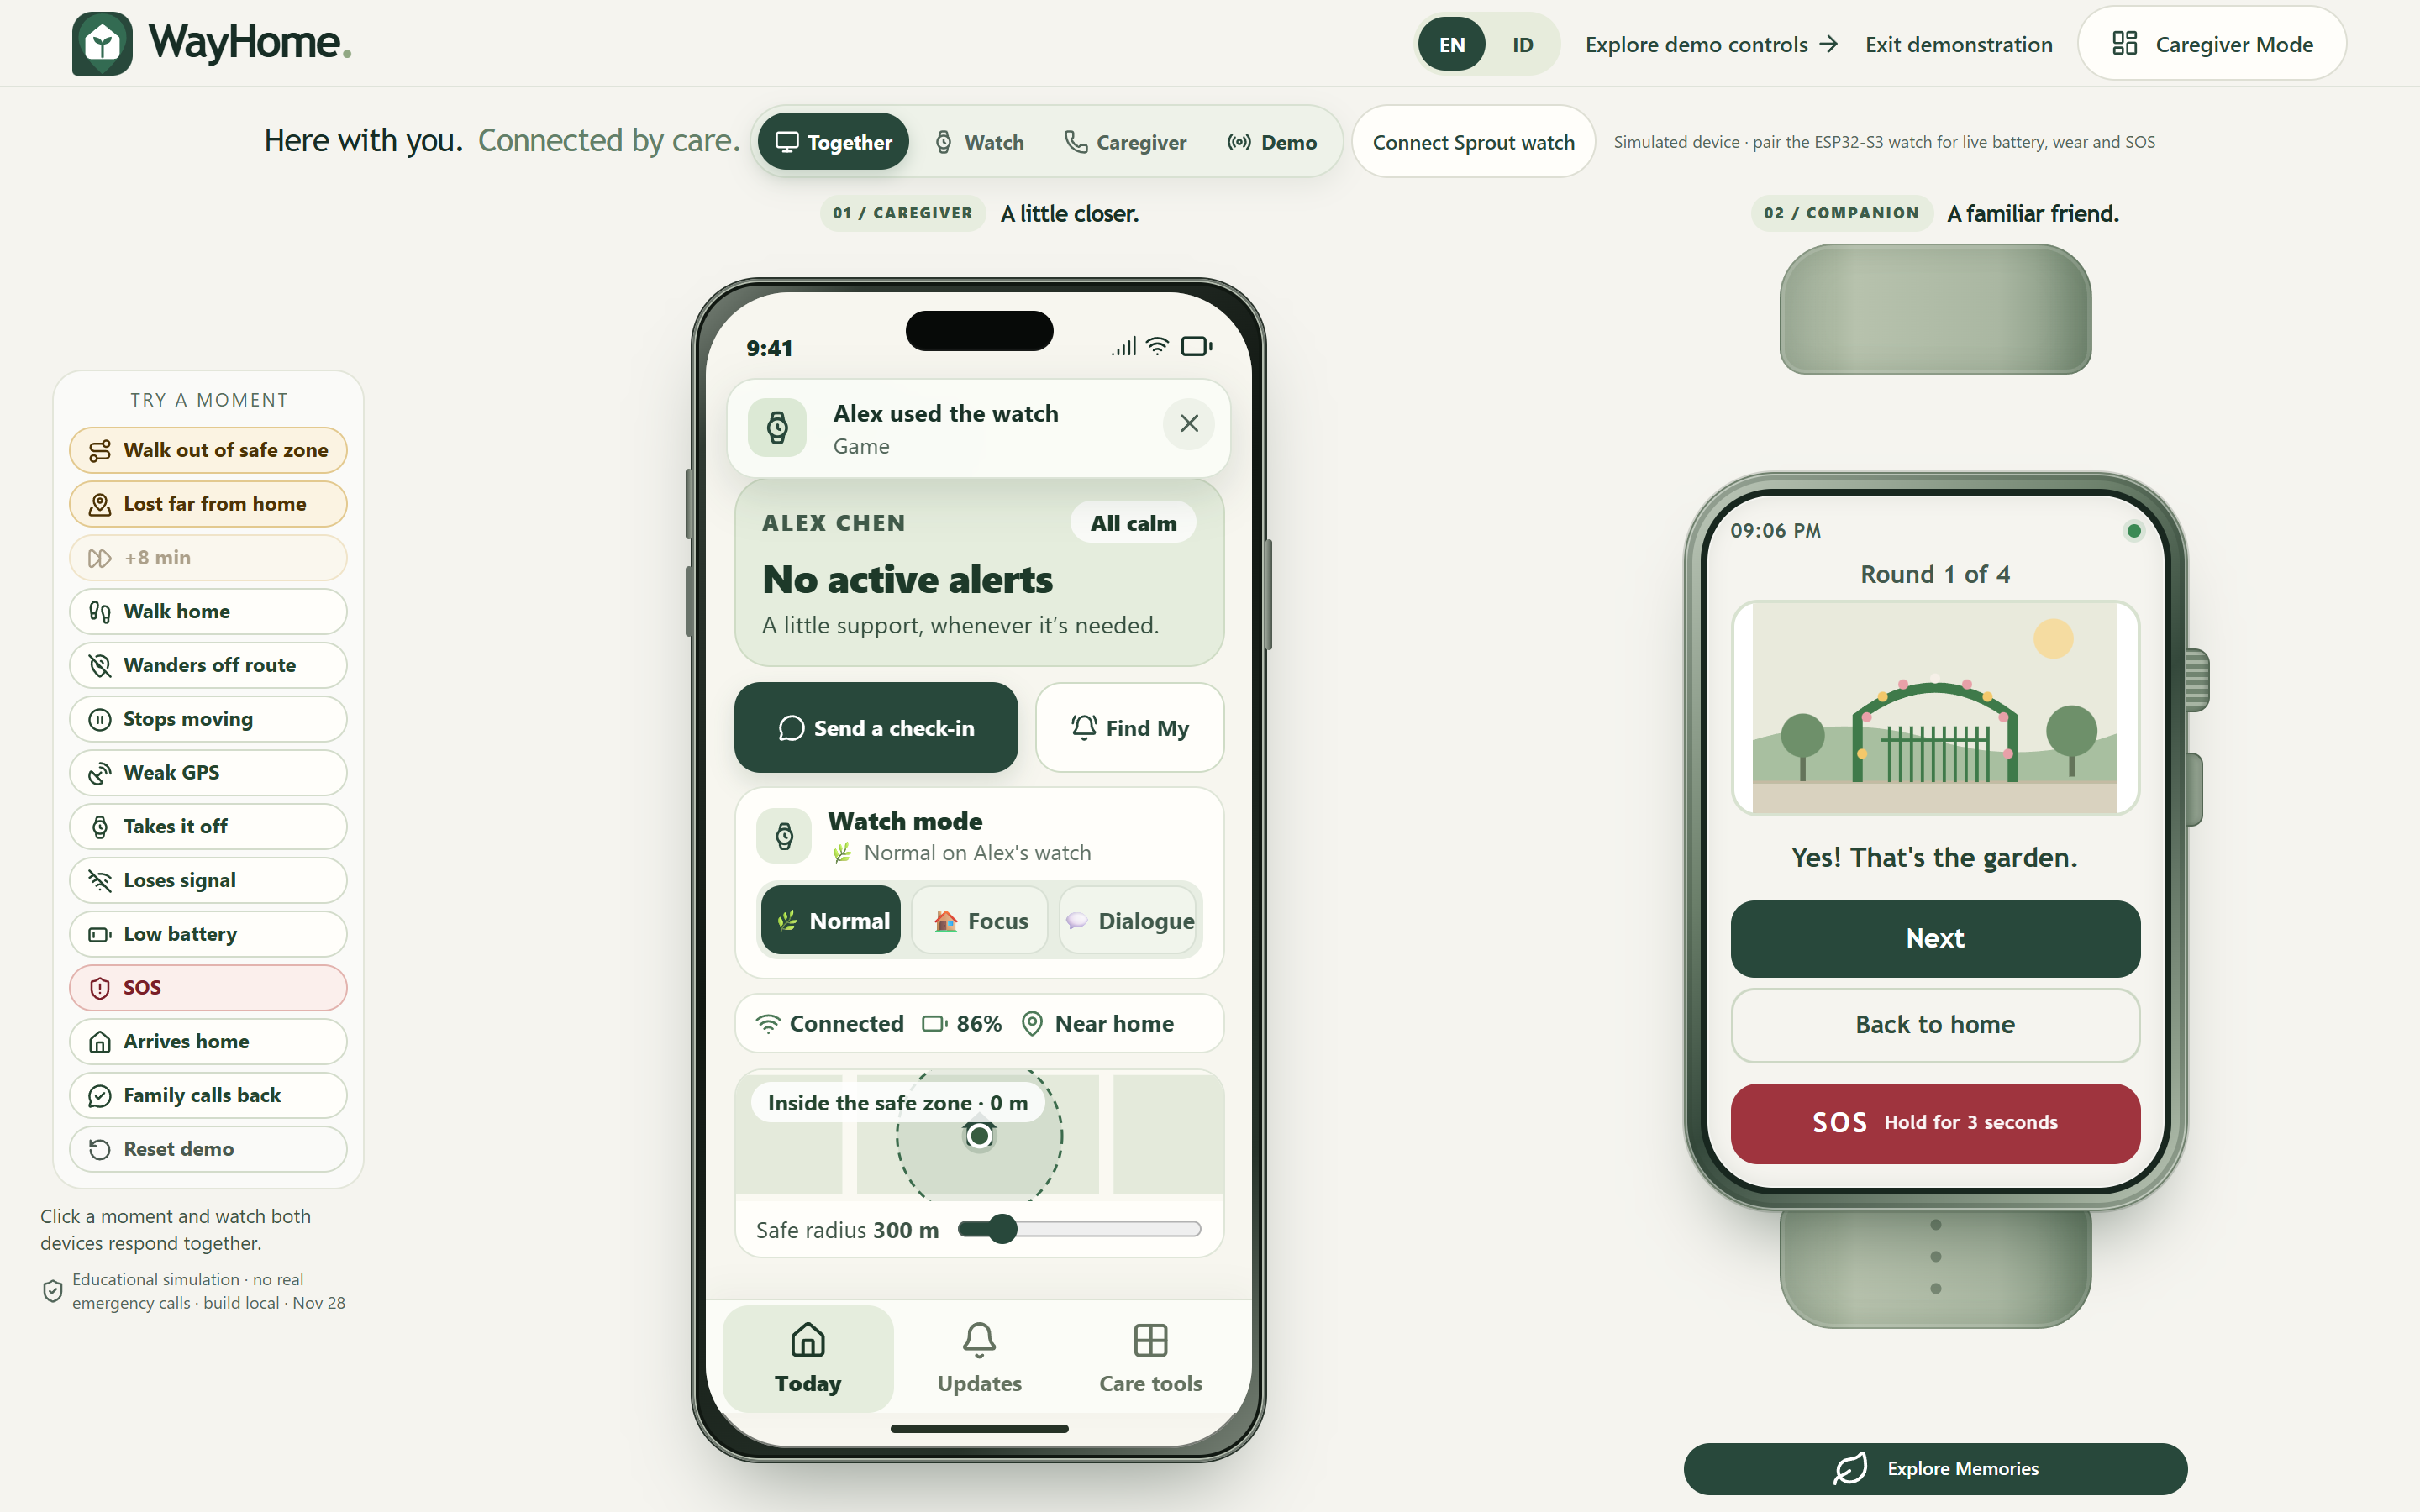 WayHome.
EN
ID
Explore demo controls
Exit demonstration
Caregiver Mode
Here with you. Connected by care.
Together
Watch
Caregiver
Demo
Connect Sprout watch
Simulated device · pair the ESP32-S3 watch for live battery, wear and SOS
01 / CAREGIVER
A little closer.
02 / COMPANION
A familiar friend.
TRY A MOMENT
Walk out of safe zone
Lost far from home
+8 min
Walk home
Wanders off route
Stops moving
Weak GPS
Takes it off
Loses signal
Low battery
SOS
Arrives home
Family calls back
Reset demo
Click a moment and watch both
devices respond together.
Educational simulation · no real
emergency calls · build local · Nov 28
9:41
Alex used the watch
Game
ALEX CHEN
All calm
No active alerts
A little support, whenever it’s needed.
Send a check-in
Find My
Watch mode
Normal on Alex's watch
Normal
Focus
Dialogue
Connected
86%
Near home
Inside the safe zone · 0 m
Safe radius 300 m
Today
Updates
Care tools
09:06 PM
Round 1 of 4
Yes! That's the garden.
Next
Back to home
SOS Hold for 3 seconds
Explore Memories